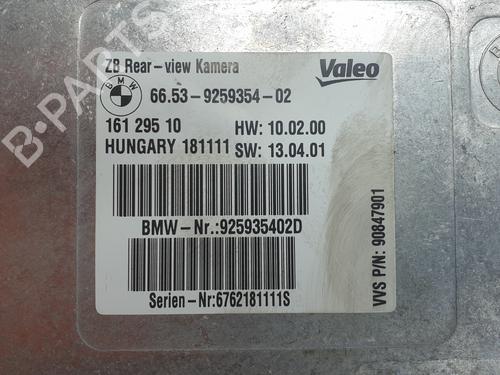 ZB Rear-view Kamera
Valeo
BMW
66.53-9259354-02
161 295 10
HW: 10.02.00
HUNGARY 181111
SW: 13.04.01
BMW-Nr.:925935402D
Serien-Nr:6762181111S
VVS P/N: 90847901
B-PARTS